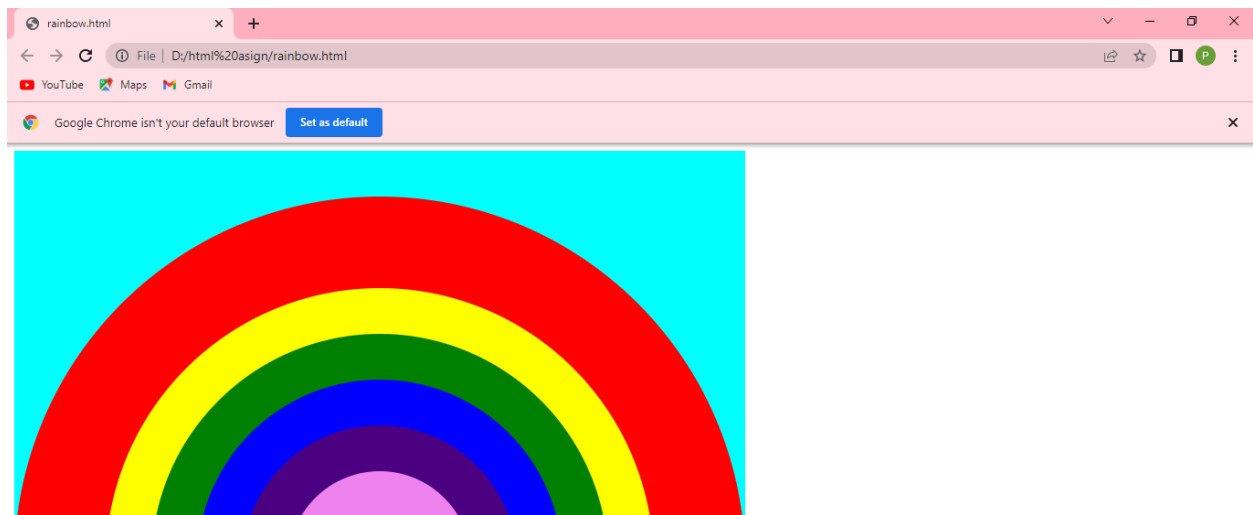 rainbow.html
File D:/html%20asign/rainbow.html
P
YouTube Maps Gmail
Google Chrome isn't your default browser Set as default